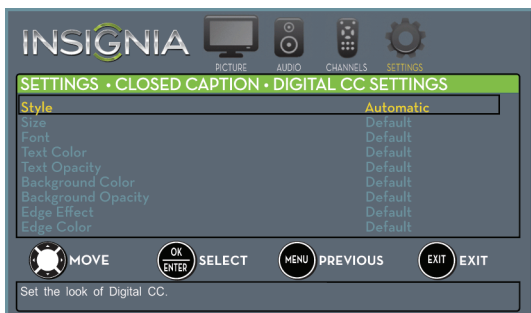 INSIGNIA
PICTURE AUDIO CHANNELS SETTINGS
SETTINGS • CLOSED CAPTION • DIGITAL CC SETTINGS
Style Automatic
Size Default
Font Default
Text Color Default
Text Opacity Default
Background Color Default
Background Opacity Default
Edge Effect Default
Edge Color Default
MOVE OK ENTER SELECT MENU PREVIOUS EXIT EXIT
Set the look of Digital CC.